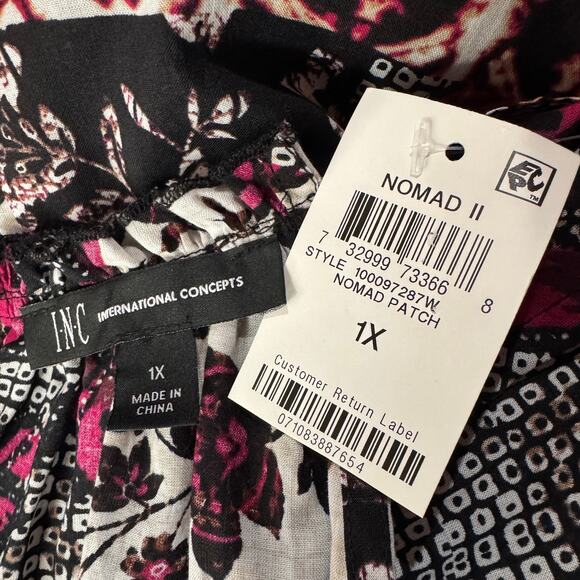 I·N·C INTERNATIONAL CONCEPTS
1X
MADE IN
CHINA
NOMAD II
EPC™
7 32999 73366 8
STYLE 100097287W
NOMAD PATCH
1X
Customer Return Label
071083887654